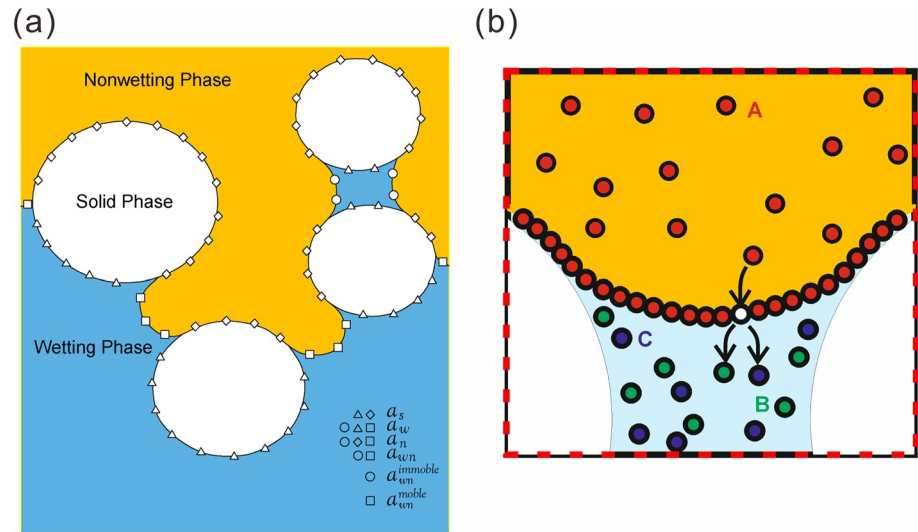 (a)
Nonwetting Phase
Solid Phase
Wetting Phase
a_s
a_w
a_n
a_wn
a_wn^immoble
a_wn^moble
(b)
A
C
B